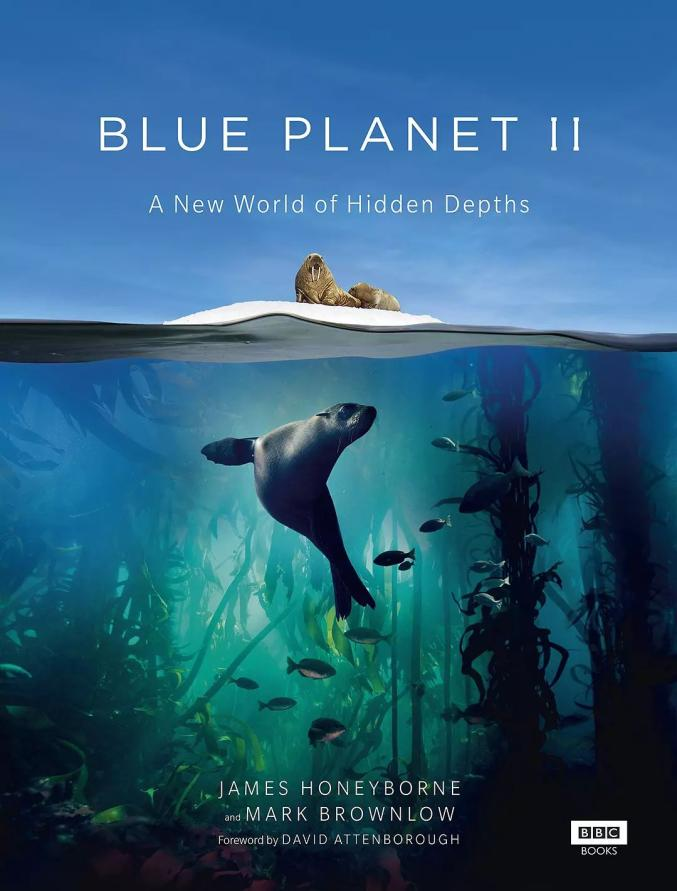 BLUE PLANET II
A New World of Hidden Depths
JAMES HONEYBORNE
and MARK BROWNLOW
Foreword by DAVID ATTENBOROUGH
BBC
BOOKS